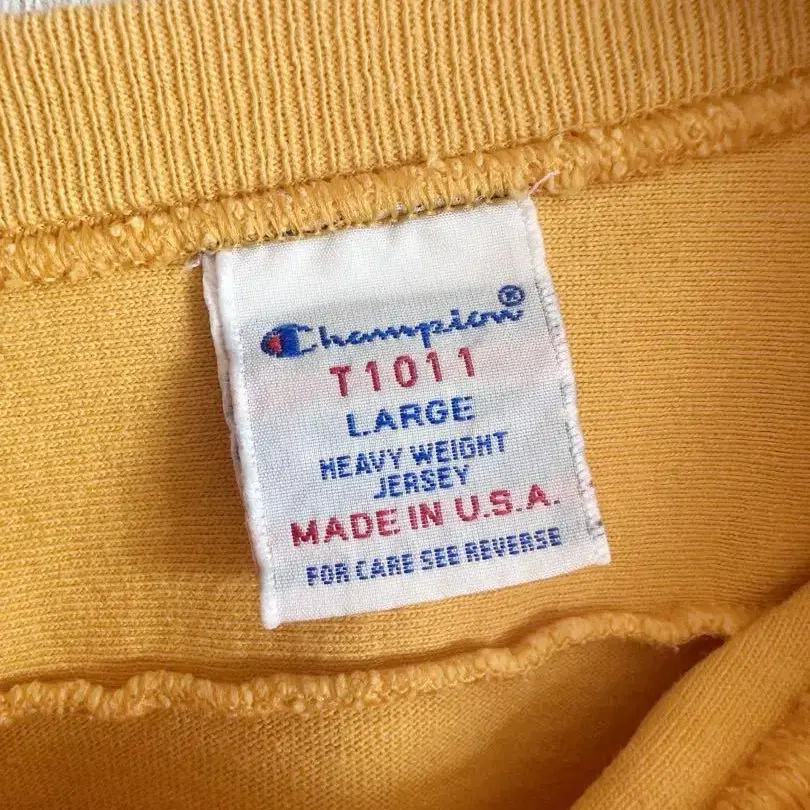 Champion®
T1011
LARGE
HEAVY WEIGHT
JERSEY
MADE IN U.S.A.
FOR CARE SEE REVERSE